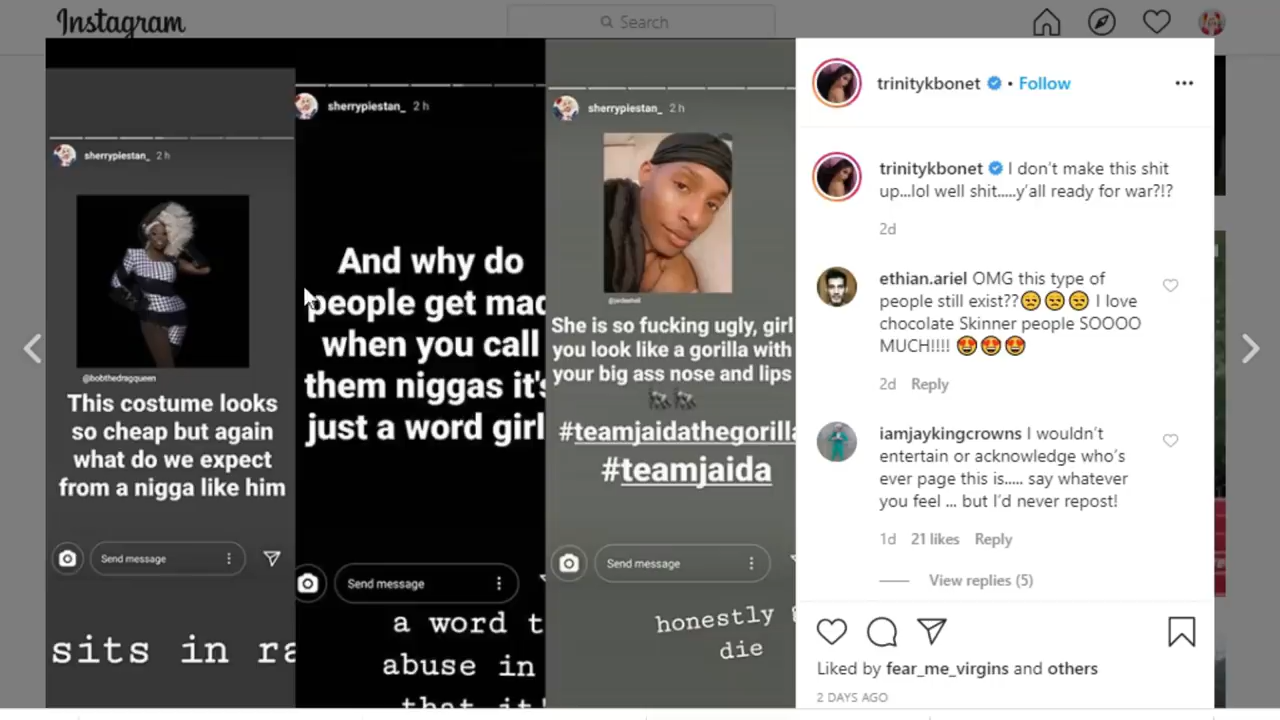 Instagram
Search
sherrypiestan_ 2 h
@bobthedragqueen
This costume looks
so cheap but again
what do we expect
from a nigga like him
Send message
sits in ra
sherrypiestan_ 2 h
And why do
people get mad
when you call
them niggas it's
just a word girl
Send message
a word t
abuse in
that it'
sherrypiestan_ 2 h
She is so fucking ugly, girl
you look like a gorilla with
your big ass nose and lips
#teamjaidathegorilla
#teamjaida
Send message
honestly g
die
trinitykbonet • Follow
trinitykbonet I don't make this shit
up...lol well shit.....y'all ready for war?!?
2d
ethian.ariel OMG this type of
people still exist??😒😒😒 I love
chocolate Skinner people SOOOO
MUCH!!!! 😍😍😍
2d Reply
iamjaykingcrowns I wouldn't
entertain or acknowledge who's
ever page this is..... say whatever
you feel ... but I'd never repost!
1d 21 likes Reply
View replies (5)
Liked by fear_me_virgins and others
2 DAYS AGO